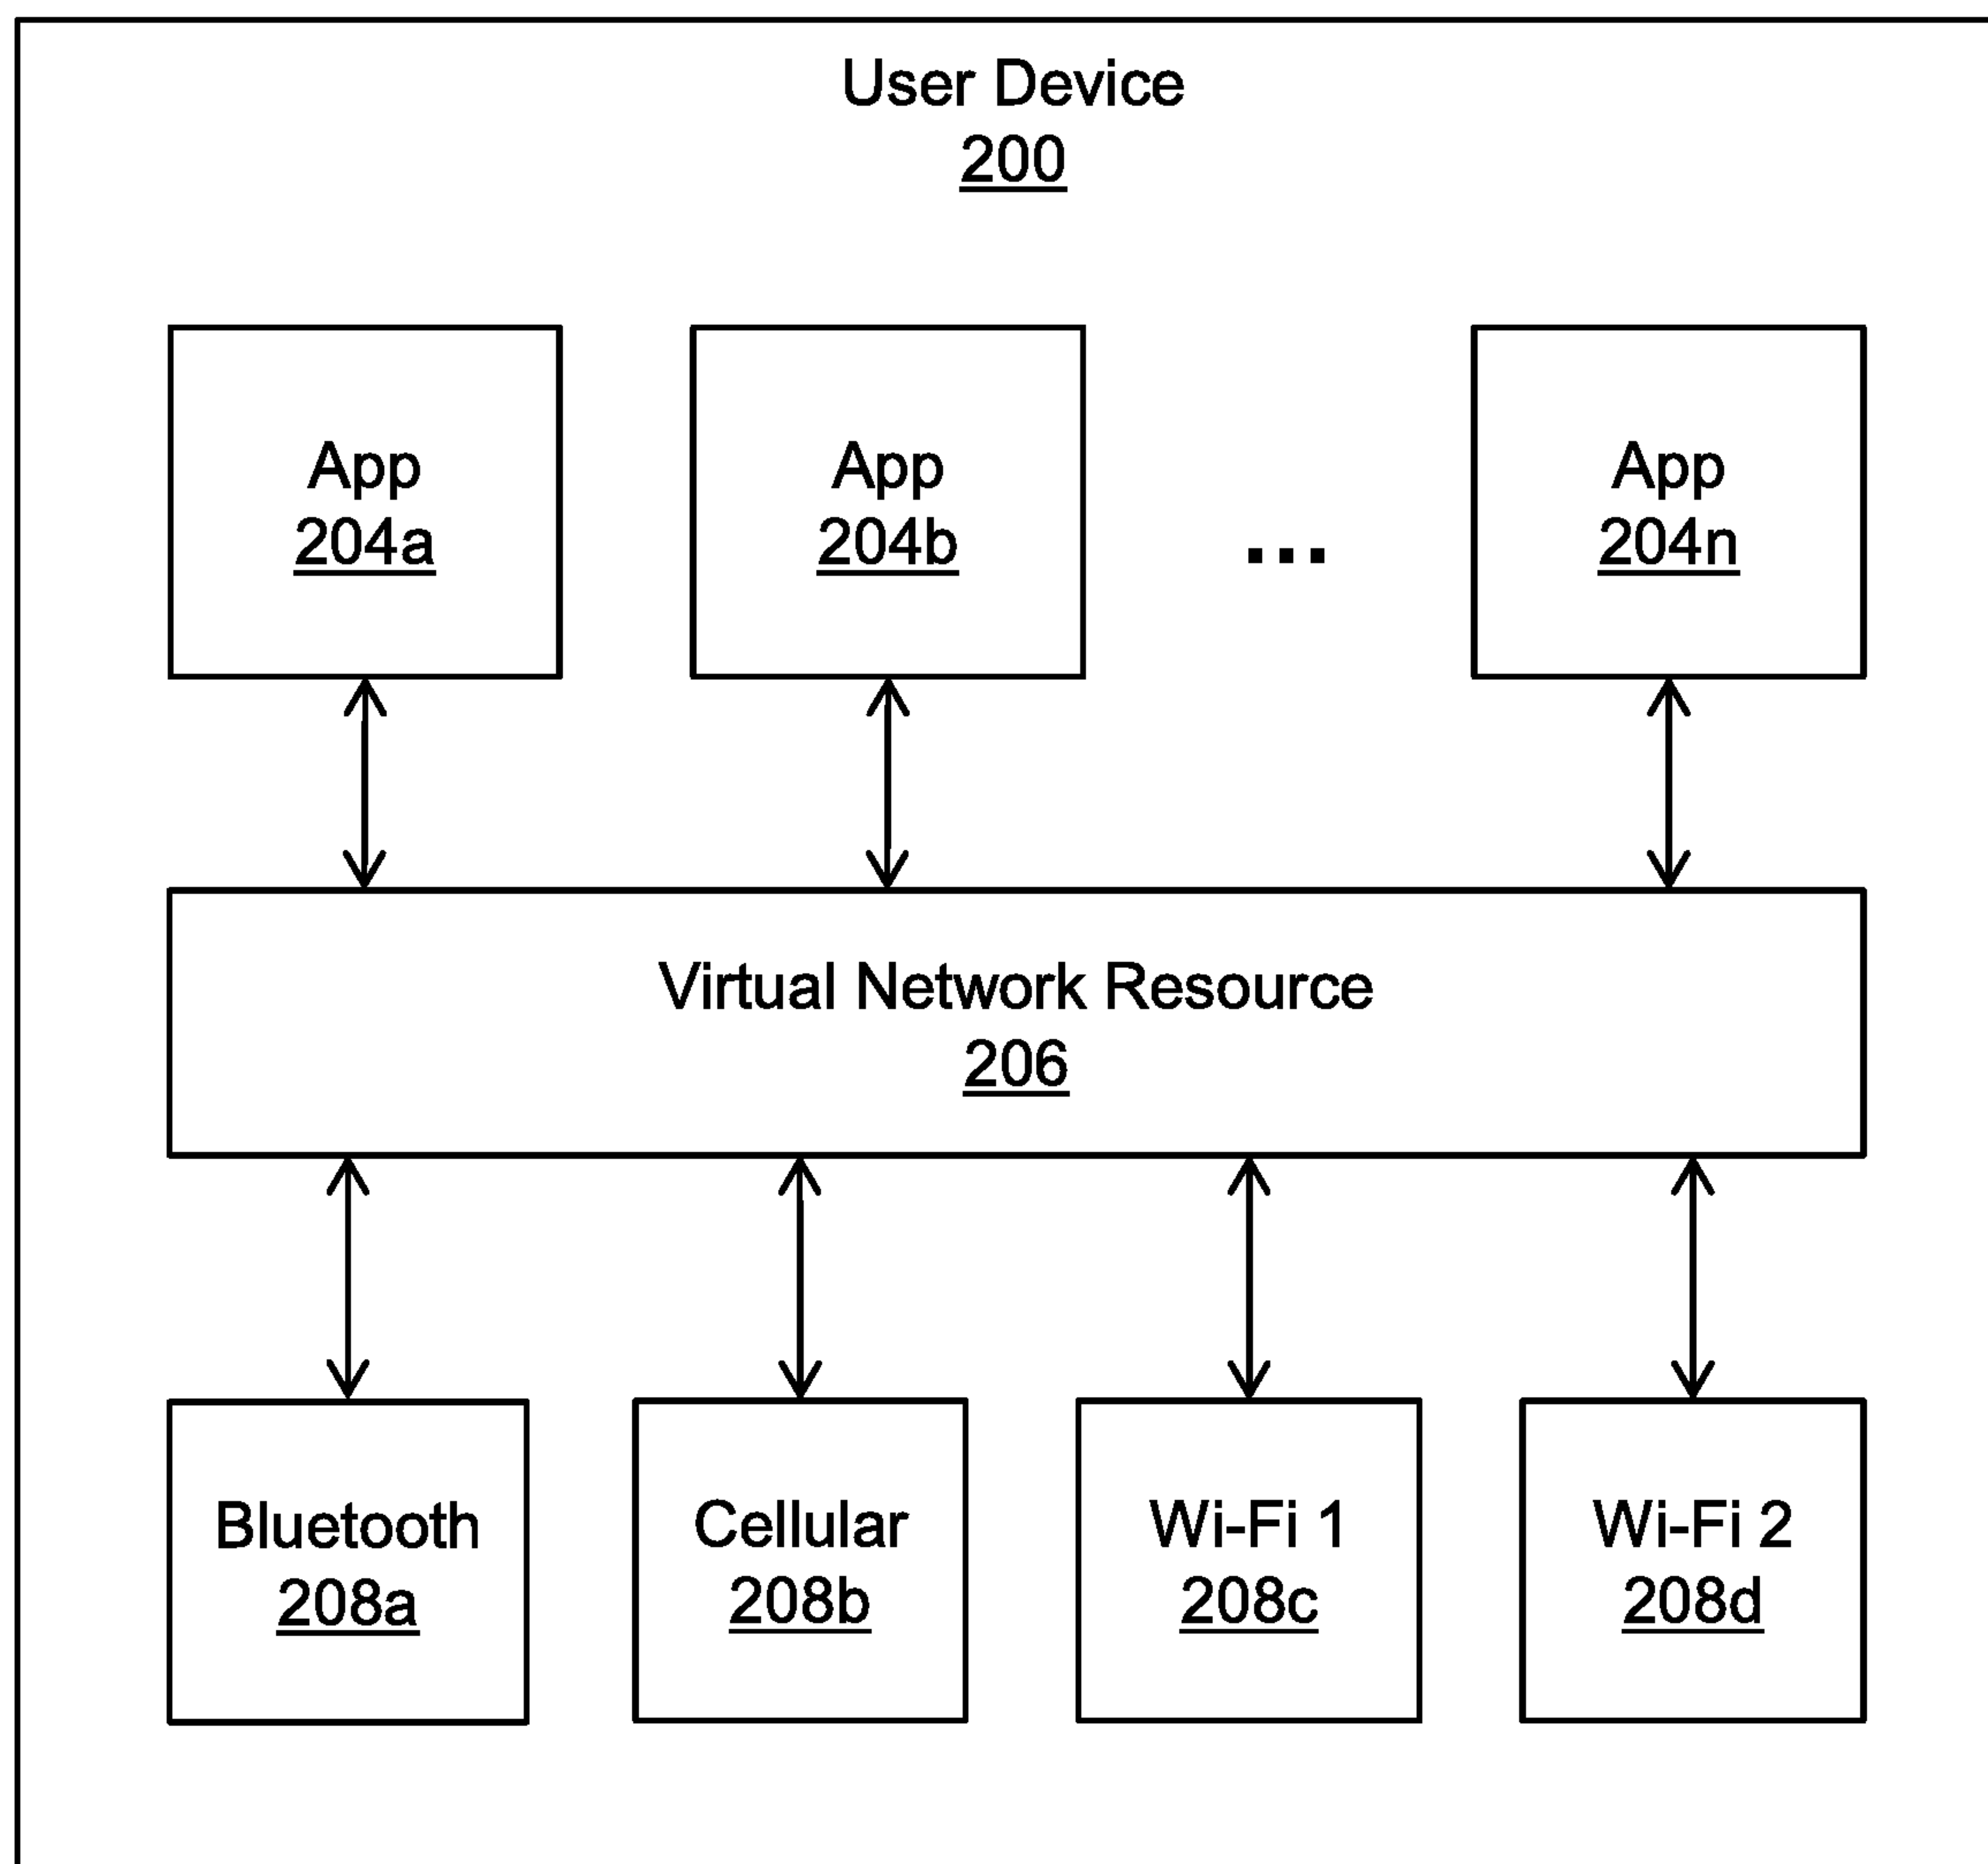 User Device
200
App
204a
App
204b
...
App
204n
Virtual Network Resource
206
Bluetooth
208a
Cellular
208b
Wi-Fi 1
208c
Wi-Fi 2
208d